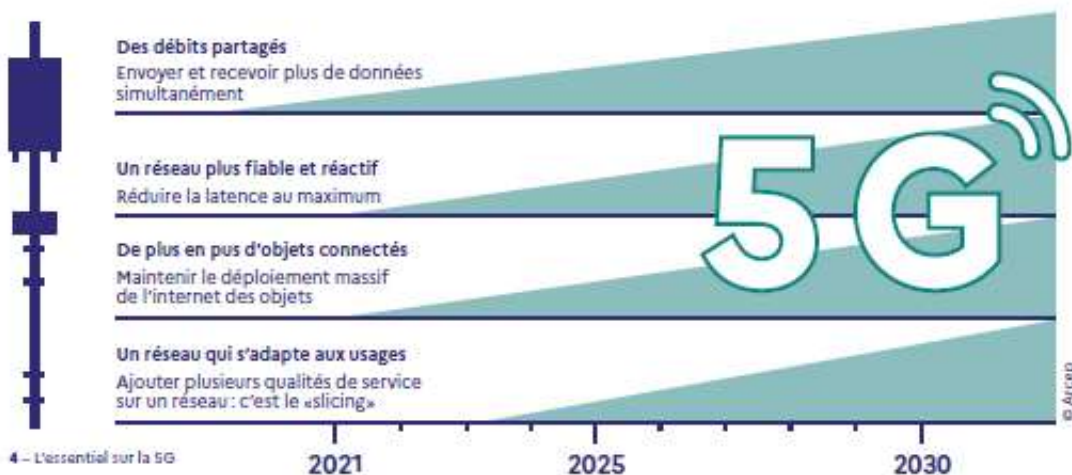 Des débits partagés
Envoyer et recevoir plus de données
simultanément
Un réseau plus fiable et réactif
Réduire la latence au maximum
De plus en pus d'objets connectés
Maintenir le déploiement massif
de l'internet des objets
Un réseau qui s'adapte aux usages
Ajouter plusieurs qualités de service
sur un réseau : c'est le «slicing»
5G
© Arcep
4 – L'essentiel sur la 5G
2021
2025
2030